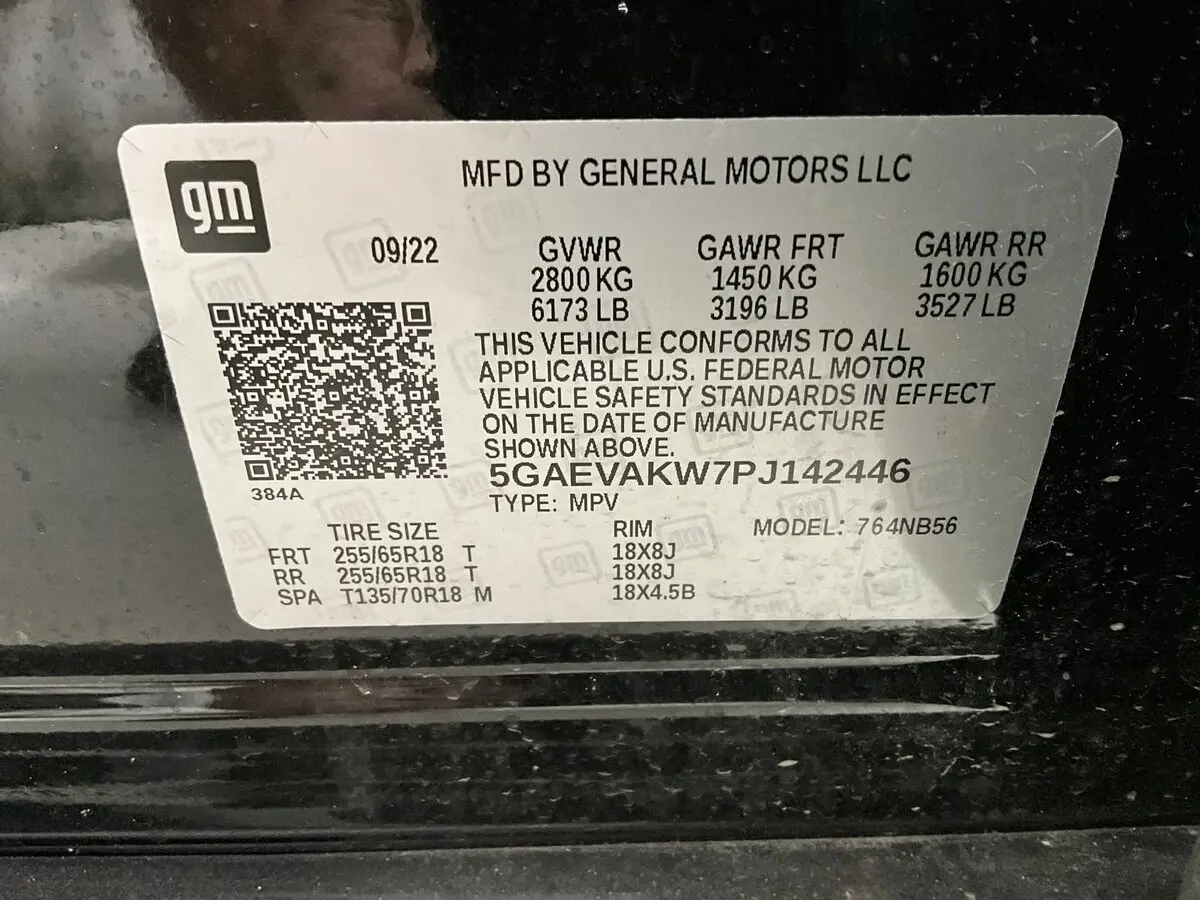 gm
MFD BY GENERAL MOTORS LLC
09/22 GVWR GAWR FRT GAWR RR
2800 KG 1450 KG 1600 KG
6173 LB 3196 LB 3527 LB
THIS VEHICLE CONFORMS TO ALL
APPLICABLE U.S. FEDERAL MOTOR
VEHICLE SAFETY STANDARDS IN EFFECT
ON THE DATE OF MANUFACTURE
SHOWN ABOVE.
5GAEVAKW7PJ142446
384A
TYPE: MPV
TIRE SIZE RIM MODEL: 764NB56
FRT 255/65R18 T 18X8J
RR 255/65R18 T 18X8J
SPA T135/70R18 M 18X4.5B